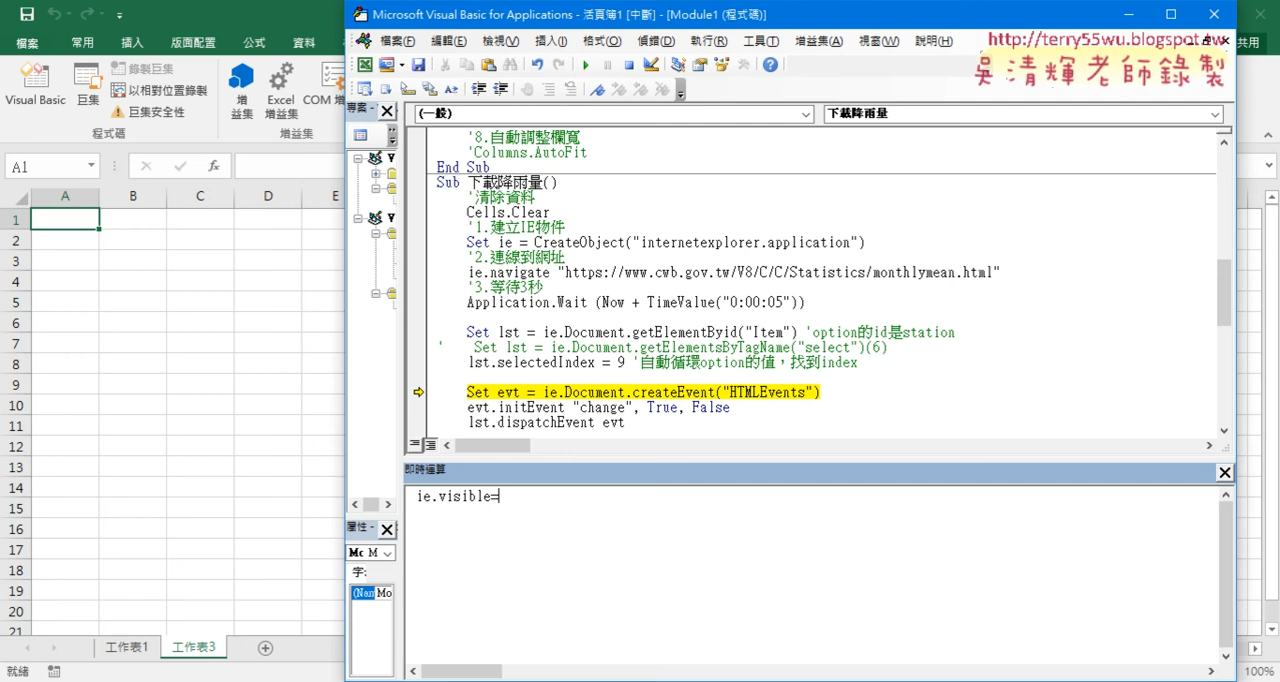 Microsoft Visual Basic for Applications - 活頁簿1 [中斷] - [Module1 (程式碼)]
檔案 常用 插入 版面配置 公式 資料
檔案(F) 編輯(E) 檢視(V) 插入(I) 格式(O) 偵錯(D) 執行(R) 工具(T) 增益集(A) 視窗(W) 說明(H)
http://terry55wu.blogspot.tw
共用
吳清輝老師錄製
Visual Basic 巨集
錄製巨集
以相對位置錄製
巨集安全性
增益集
Excel 增益集
COM 增
程式碼 增益集
專案 -
(一般) 下載降雨量
A1 fx
A B C D E
1
2
3
4
5
6
7
8
9
10
11
12
13
14
15
16
17
18
19
20
21
'8.自動調整欄寬
'Columns.AutoFit
End Sub
Sub 下載降雨量()
'清除資料
Cells.Clear
'1.建立IE物件
Set ie = CreateObject("internetexplorer.application")
'2.連線到網址
ie.navigate "https://www.cwb.gov.tw/V8/C/C/Statistics/monthlymean.html"
'3.等待3秒
Application.Wait (Now + TimeValue("0:00:05"))
Set lst = ie.Document.getElementByid("Item") 'option的id是station
' Set lst = ie.Document.getElementsByTagName("select")(6)
lst.selectedIndex = 9 '自動循環option的值，找到index
Set evt = ie.Document.createEvent("HTMLEvents")
evt.initEvent "change", True, False
lst.dispatchEvent evt
即時運算
ie.visible=
屬性 -
Mo M
字:
(Nan Mo
工作表1 工作表3
就緒
100%